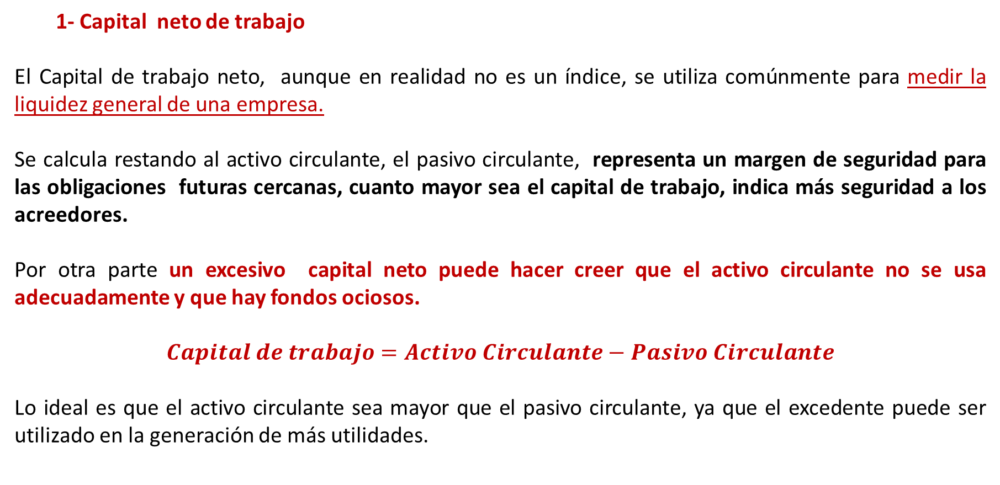 1- Capital  neto de trabajo
El Capital de trabajo neto,  aunque en realidad no es un índice, se utiliza comúnmente para medir la
liquidez general de una empresa.
Se calcula restando al activo circulante, el pasivo circulante,  representa un margen de seguridad para
las obligaciones  futuras cercanas, cuanto mayor sea el capital de trabajo, indica más seguridad a los
acreedores.
Por otra parte un excesivo  capital neto puede hacer creer que el activo circulante no se usa
adecuadamente y que hay fondos ociosos.
Capital de trabajo = Activo Circulante − Pasivo Circulante
Lo ideal es que el activo circulante sea mayor que el pasivo circulante, ya que el excedente puede ser
utilizado en la generación de más utilidades.